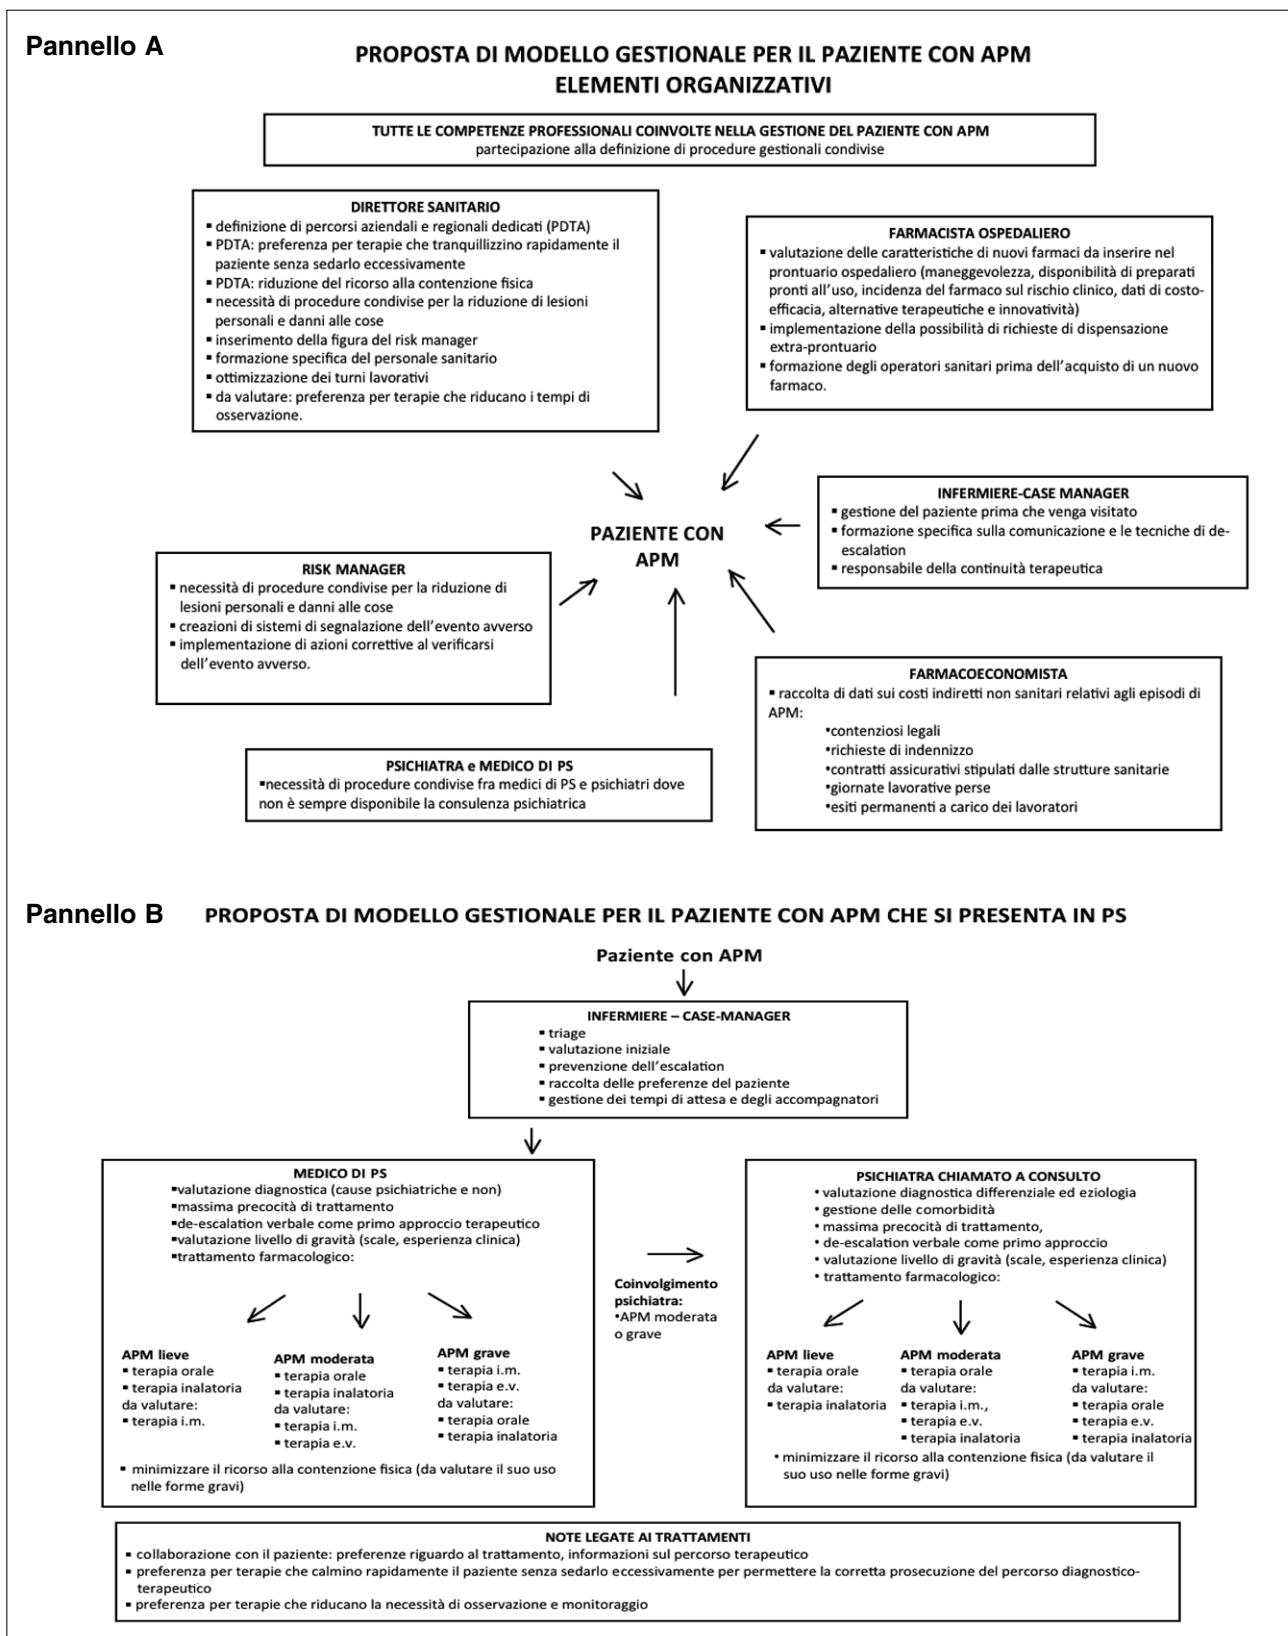 Pannello A
PROPOSTA DI MODELLO GESTIONALE PER IL PAZIENTE CON APM
ELEMENTI ORGANIZZATIVI
TUTTE LE COMPETENZE PROFESSIONALI COINVOLTE NELLA GESTIONE DEL PAZIENTE CON APM
partecipazione alla definizione di procedure gestionali condivise
DIRETTORE SANITARIO
▪ definizione di percorsi aziendali e regionali dedicati (PDTA)
▪ PDTA: preferenza per terapie che tranquillizzino rapidamente il
paziente senza sedarlo eccessivamente
▪ PDTA: riduzione del ricorso alla contenzione fisica
▪ necessità di procedure condivise per la riduzione di lesioni
personali e danni alle cose
▪ inserimento della figura del risk manager
▪ formazione specifica del personale sanitario
▪ ottimizzazione dei turni lavorativi
▪ da valutare: preferenza per terapie che riducano i tempi di
osservazione.
FARMACISTA OSPEDALIERO
▪ valutazione delle caratteristiche di nuovi farmaci da inserire nel
prontuario ospedaliero (maneggevolezza, disponibilità di preparati
pronti all'uso, incidenza del farmaco sul rischio clinico, dati di costo-
efficacia, alternative terapeutiche e innovatività)
▪ implementazione della possibilità di richieste di dispensazione
extra-prontuario
▪ formazione degli operatori sanitari prima dell'acquisto di un nuovo
farmaco.
INFERMIERE-CASE MANAGER
▪ gestione del paziente prima che venga visitato
▪ formazione specifica sulla comunicazione e le tecniche di de-
escalation
▪ responsabile della continuità terapeutica
PAZIENTE CON
APM
RISK MANAGER
▪ necessità di procedure condivise per la riduzione di
lesioni personali e danni alle cose
▪ creazioni di sistemi di segnalazione dell'evento avverso
▪ implementazione di azioni correttive al verificarsi
dell'evento avverso.
FARMACOECONOMISTA
▪ raccolta di dati sui costi indiretti non sanitari relativi agli episodi di
APM:
•contenziosi legali
•richieste di indennizzo
•contratti assicurativi stipulati dalle strutture sanitarie
•giornate lavorative perse
•esiti permanenti a carico dei lavoratori
PSICHIATRA e MEDICO DI PS
▪necessità di procedure condivise fra medici di PS e psichiatri dove
non è sempre disponibile la consulenza psichiatrica
Pannello B
PROPOSTA DI MODELLO GESTIONALE PER IL PAZIENTE CON APM CHE SI PRESENTA IN PS
Paziente con APM
INFERMIERE – CASE-MANAGER
▪ triage
▪ valutazione iniziale
▪ prevenzione dell'escalation
▪ raccolta delle preferenze del paziente
▪ gestione dei tempi di attesa e degli accompagnatori
MEDICO DI PS
▪valutazione diagnostica (cause psichiatriche e non)
▪massima precocità di trattamento
▪de-escalation verbale come primo approccio terapeutico
▪valutazione livello di gravità (scale, esperienza clinica)
▪trattamento farmacologico:
APM lieve
▪ terapia orale
▪ terapia inalatoria
da valutare:
▪ terapia i.m.
APM moderata
▪ terapia orale
▪ terapia inalatoria
da valutare:
▪ terapia i.m.
▪ terapia e.v.
APM grave
▪ terapia i.m.
▪ terapia e.v.
da valutare:
▪ terapia orale
▪ terapia inalatoria
▪ minimizzare il ricorso alla contenzione fisica (da valutare il suo uso
nelle forme gravi)
Coinvolgimento
psichiatra:
•APM moderata
o grave
PSICHIATRA CHIAMATO A CONSULTO
• valutazione diagnostica differenziale ed eziologia
• gestione delle comorbidità
• massima precocità di trattamento,
• de-escalation verbale come primo approccio
• valutazione livello di gravità (scale, esperienza clinica)
• trattamento farmacologico:
APM lieve
▪ terapia orale
da valutare:
▪ terapia inalatoria
APM moderata
▪ terapia orale
da valutare:
▪ terapia i.m.,
▪ terapia e.v.
▪ terapia inalatoria
APM grave
▪ terapia i.m.
da valutare:
▪ terapia orale
▪ terapia e.v.
▪ terapia inalatoria
• minimizzare il ricorso alla contenzione fisica (da valutare il
suo uso nelle forme gravi)
NOTE LEGATE AI TRATTAMENTI
▪ collaborazione con il paziente: preferenze riguardo al trattamento, informazioni sul percorso terapeutico
▪ preferenza per terapie che calmino rapidamente il paziente senza sedarlo eccessivamente per permettere la corretta prosecuzione del percorso diagnostico-
terapeutico
▪ preferenza per terapie che riducano la necessità di osservazione e monitoraggio